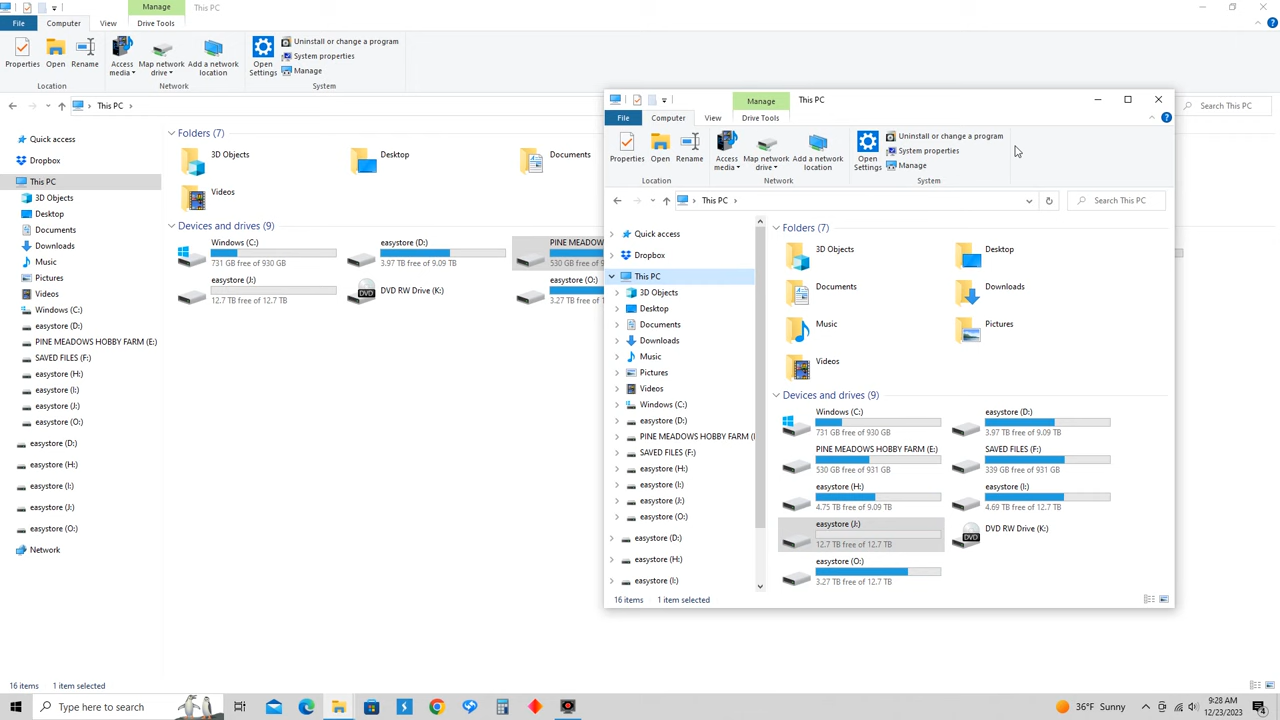 Manage
This PC
File
Computer
View
Drive Tools
Properties
Open
Rename
Access media
Map network drive
Add a network location
Open Settings
Uninstall or change a program
System properties
Manage
Location
Network
System
This PC
Search This PC
Quick access
Dropbox
This PC
3D Objects
Desktop
Documents
Downloads
Music
Pictures
Videos
Windows (C:)
easystore (D:)
PINE MEADOWS HOBBY FARM (E:)
SAVED FILES (F:)
easystore (H:)
easystore (I:)
easystore (J:)
easystore (O:)
easystore (D:)
easystore (H:)
easystore (I:)
easystore (J:)
easystore (O:)
Network
Folders (7)
3D Objects
Desktop
Documents
Videos
Devices and drives (9)
Windows (C:)
731 GB free of 930 GB
easystore (D:)
3.97 TB free of 9.09 TB
PINE MEADOWS
530 GB free of 931
easystore (J:)
12.7 TB free of 12.7 TB
DVD RW Drive (K:)
DVD
easystore (O:)
3.27 TB free of 12.7
16 items
1 item selected
Manage
This PC
File
Computer
View
Drive Tools
Properties
Open
Rename
Access media
Map network drive
Add a network location
Open Settings
Uninstall or change a program
System properties
Manage
Location
Network
System
This PC
Search This PC
Quick access
Dropbox
This PC
3D Objects
Desktop
Documents
Downloads
Music
Pictures
Videos
Windows (C:)
easystore (D:)
PINE MEADOWS HOBBY FARM (
SAVED FILES (F:)
easystore (H:)
easystore (I:)
easystore (J:)
easystore (O:)
easystore (D:)
easystore (H:)
easystore (I:)
Folders (7)
3D Objects
Desktop
Documents
Downloads
Music
Pictures
Videos
Devices and drives (9)
Windows (C:)
731 GB free of 930 GB
easystore (D:)
3.97 TB free of 9.09 TB
PINE MEADOWS HOBBY FARM (E:)
530 GB free of 931 GB
SAVED FILES (F:)
339 GB free of 931 GB
easystore (H:)
4.75 TB free of 9.09 TB
easystore (I:)
4.69 TB free of 12.7 TB
easystore (J:)
12.7 TB free of 12.7 TB
DVD RW Drive (K:)
DVD
easystore (O:)
3.27 TB free of 12.7 TB
16 items
1 item selected
Type here to search
36°F Sunny
9:28 AM
12/23/2023
4